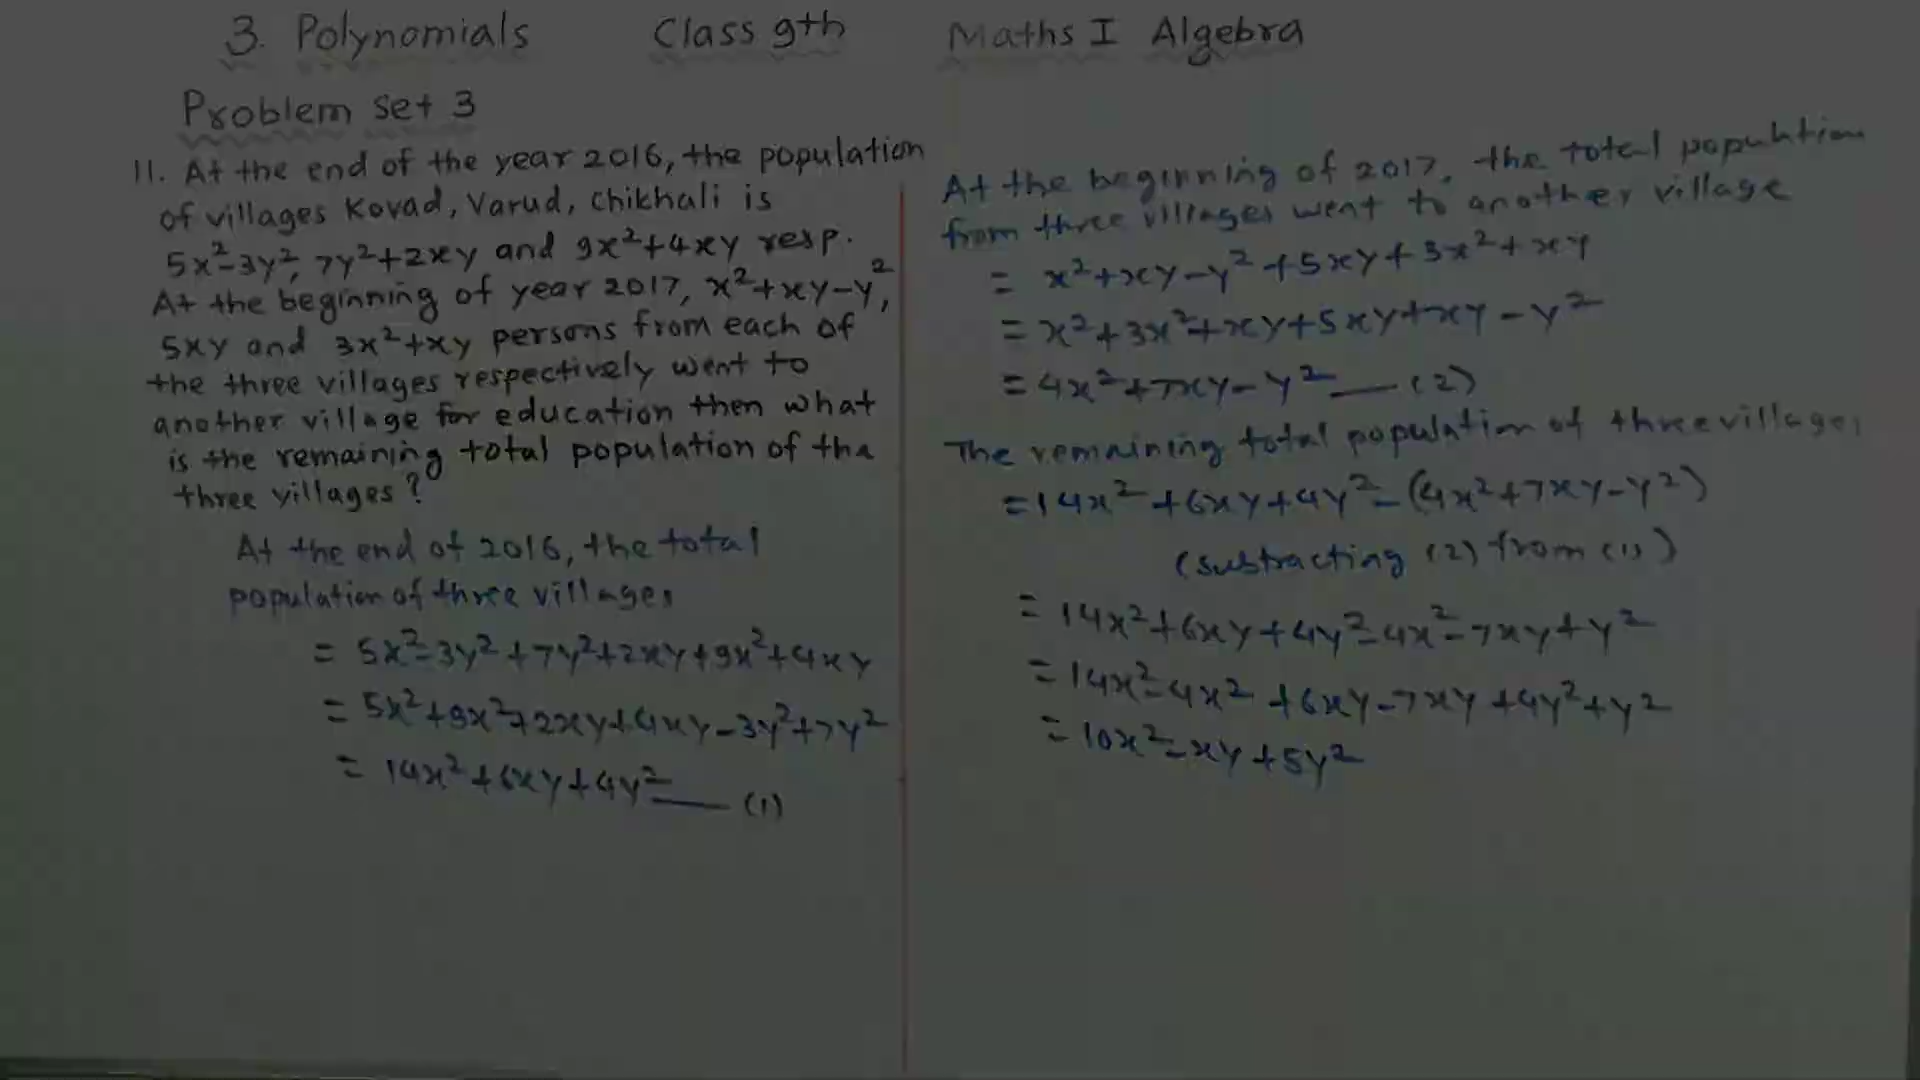 3. Polynomials Class 9th Maths I Algebra
Problem set 3
11. At the end of the year 2016, the population
of villages Kovad, Varud, Chikhali is
5x²-3y², 7y²+2xy and 9x²+4xy resp.
At the beginning of year 2017, x²+xy-y²,
5xy and 3x²+xy persons from each of
the three villages respectively went to
another village for education then what
is the remaining total population of the
three villages?
At the end of 2016, the total
population of three villages
= 5x²-3y²+7y²+2xy+9x²+4xy
= 5x²+9x²+2xy+4xy-3y²+7y²
= 14x²+6xy+4y² — (1)
At the beginning of 2017, the total population
from three villages went to another village
= x²+xy-y²+5xy+3x²+xy
= x²+3x²+xy+5xy+xy-y²
= 4x²+7xy-y² — (2)
The remaining total population of three villages
= 14x²+6xy+4y²-(4x²+7xy-y²)
(subtracting (2) from (1))
= 14x²+6xy+4y²-4x²-7xy+y²
= 14x²-4x²+6xy-7xy+4y²+y²
= 10x²-xy+5y²